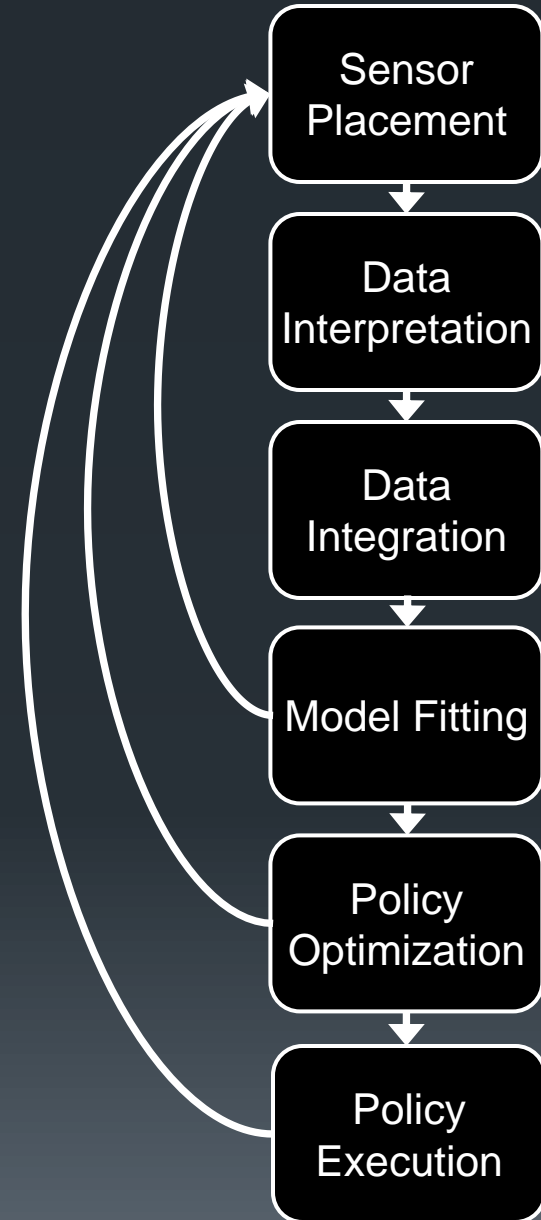 Sensor
Placement
Data
Interpretation
Data
Integration
Model Fitting
Policy
Optimization
Policy
Execution